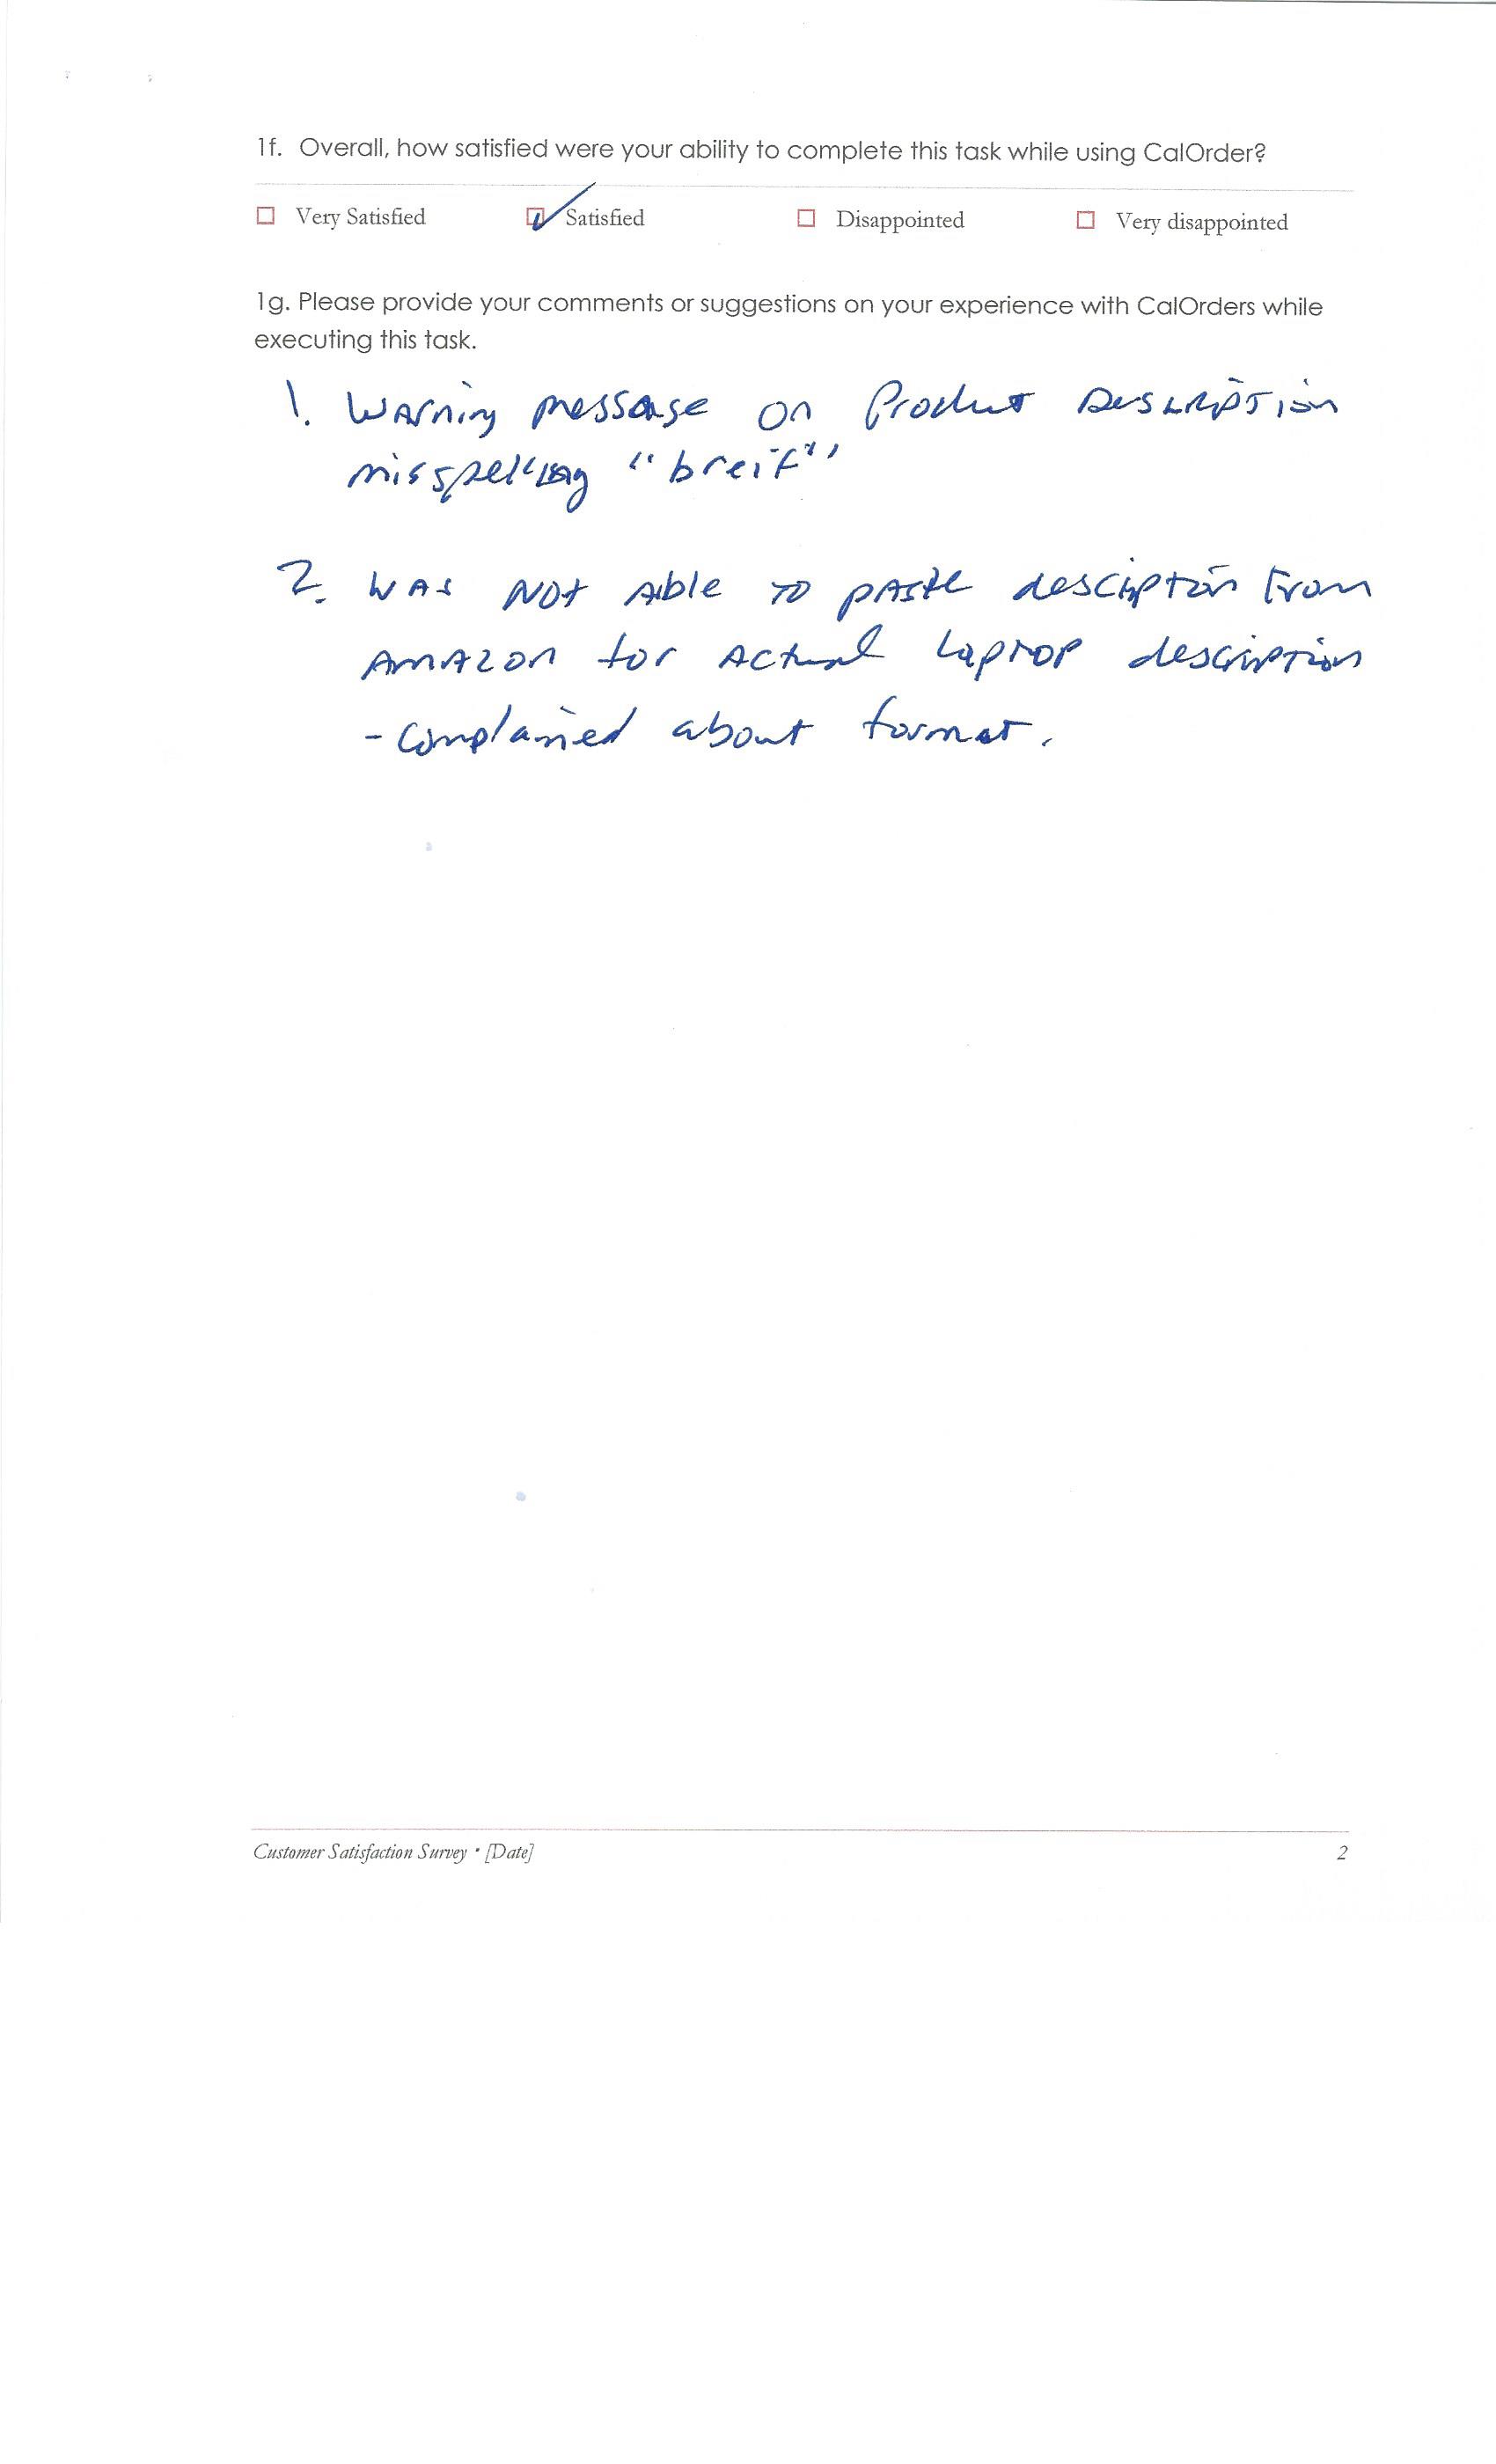 1f. Overall, how satisfied were your ability to complete this task while using CalOrder?
☐ Very Satisfied ☑ Satisfied ☐ Disappointed ☐ Very disappointed
1g. Please provide your comments or suggestions on your experience with CalOrders while
executing this task.
1. Warning message on Product Description
misspelling "breif"
2. WAS NOT Able TO pAste description from
AmAzon for Actual Laptop description
- Complained about format.
Customer Satisfaction Survey • [Date] 2